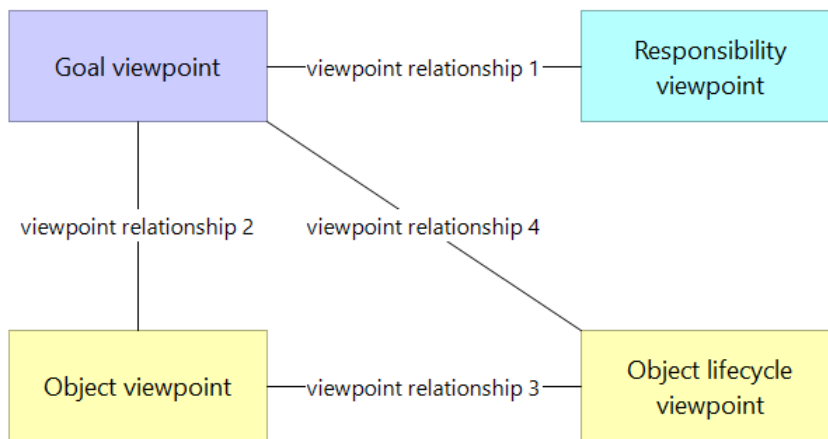 Goal viewpoint
viewpoint relationship 1
Responsibility
viewpoint
viewpoint relationship 2
viewpoint relationship 4
Object viewpoint
viewpoint relationship 3
Object lifecycle
viewpoint